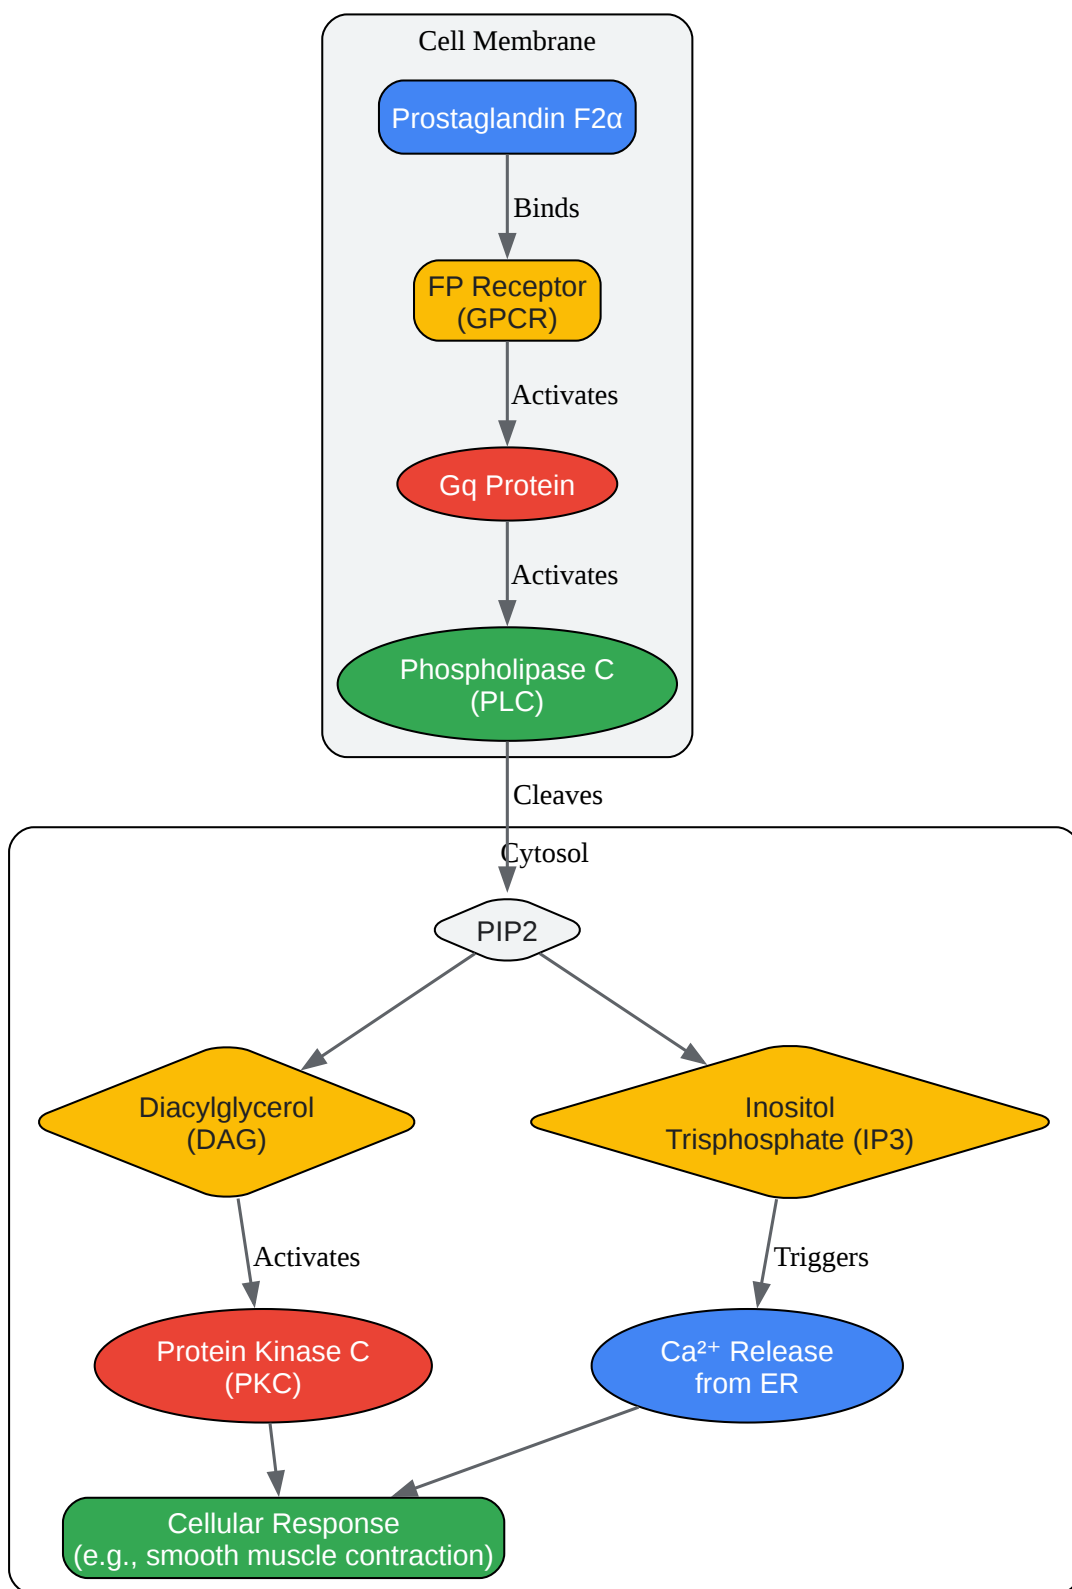 Cell Membrane
Prostaglandin F2α
Binds
FP Receptor
(GPCR)
Activates
Gq Protein
Activates
Phospholipase C
(PLC)
Cleaves
Cytosol
PIP2
Diacylglycerol
(DAG)
Inositol
Trisphosphate (IP3)
Activates
Triggers
Protein Kinase C
(PKC)
Ca²⁺ Release
from ER
Cellular Response
(e.g., smooth muscle contraction)